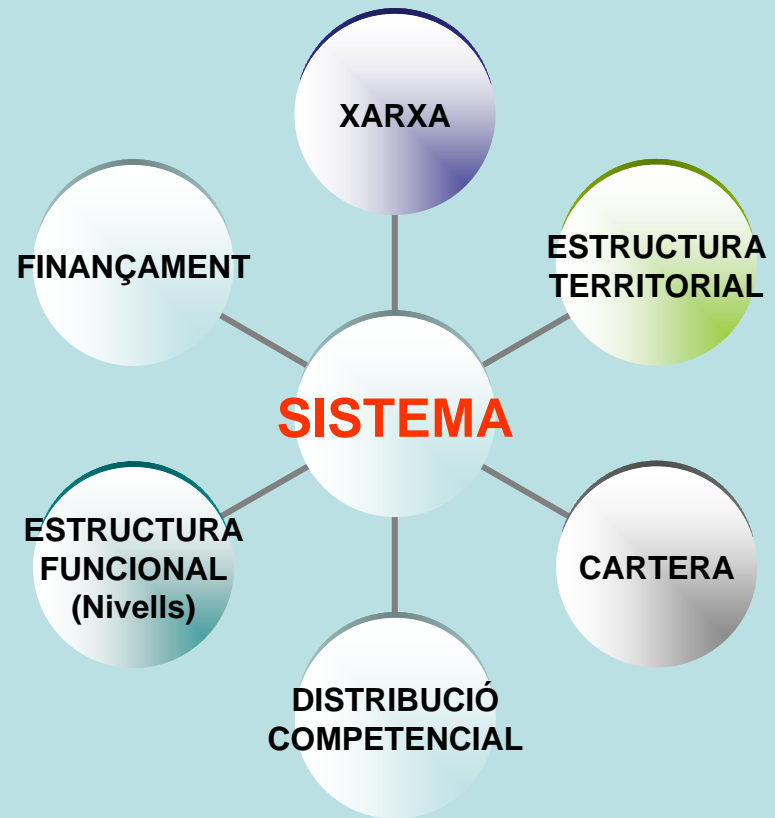 XARXA
FINANÇAMENT
ESTRUCTURA
TERRITORIAL
SISTEMA
ESTRUCTURA
FUNCIONAL
(Nivells)
CARTERA
DISTRIBUCIÓ
COMPETENCIAL